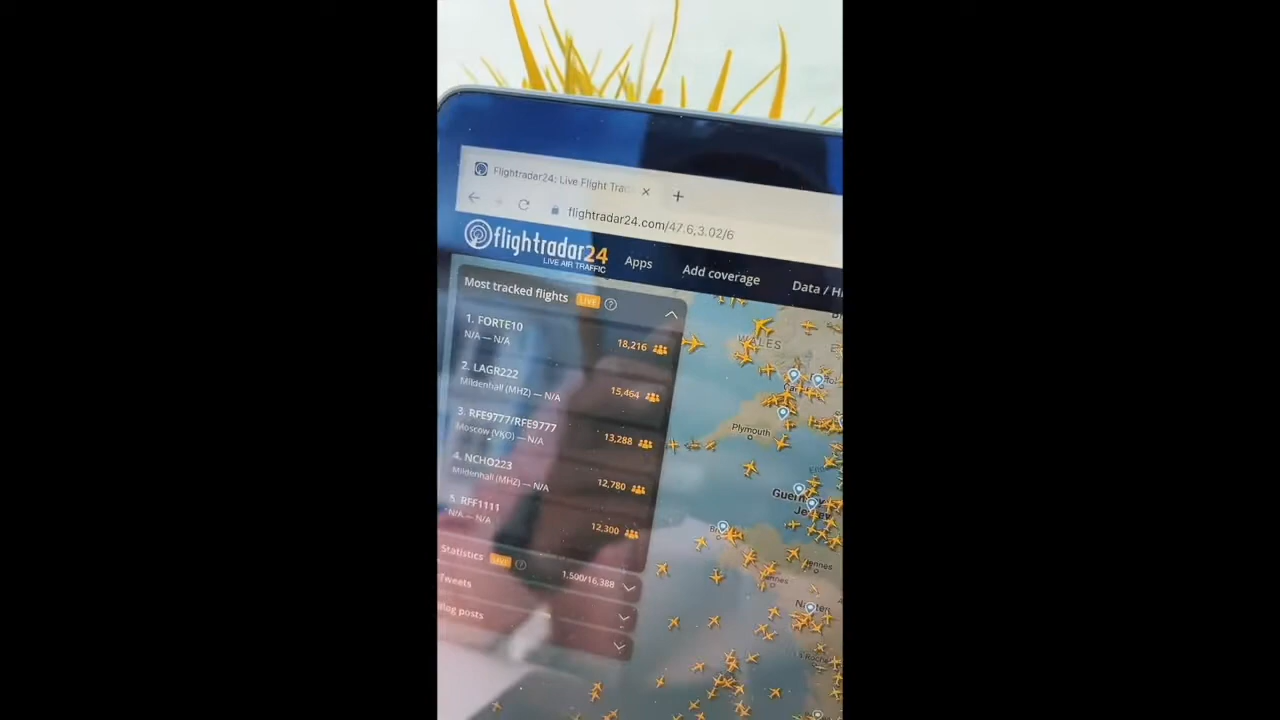 Flightradar24: Live Flight Trac
flightradar24.com/47.6,3.02/6
flightradar24
LIVE AIR TRAFFIC
Apps
Add coverage
Data / Hi
Most tracked flights LIVE ?
1. FORTE10
N/A — N/A
18,216
2. LAGR222
Mildenhall (MHZ) — N/A
15,464
3. RFE9777/RFE9777
Moscow (VKO) — N/A
13,288
4. NCHO223
Mildenhall (MHZ) — N/A
12,780
5. RFF1111
N/A — N/A
12,300
Statistics LIVE ?
1,500/16,388
Tweets
Blog posts
WALES
Plymouth
Jersey